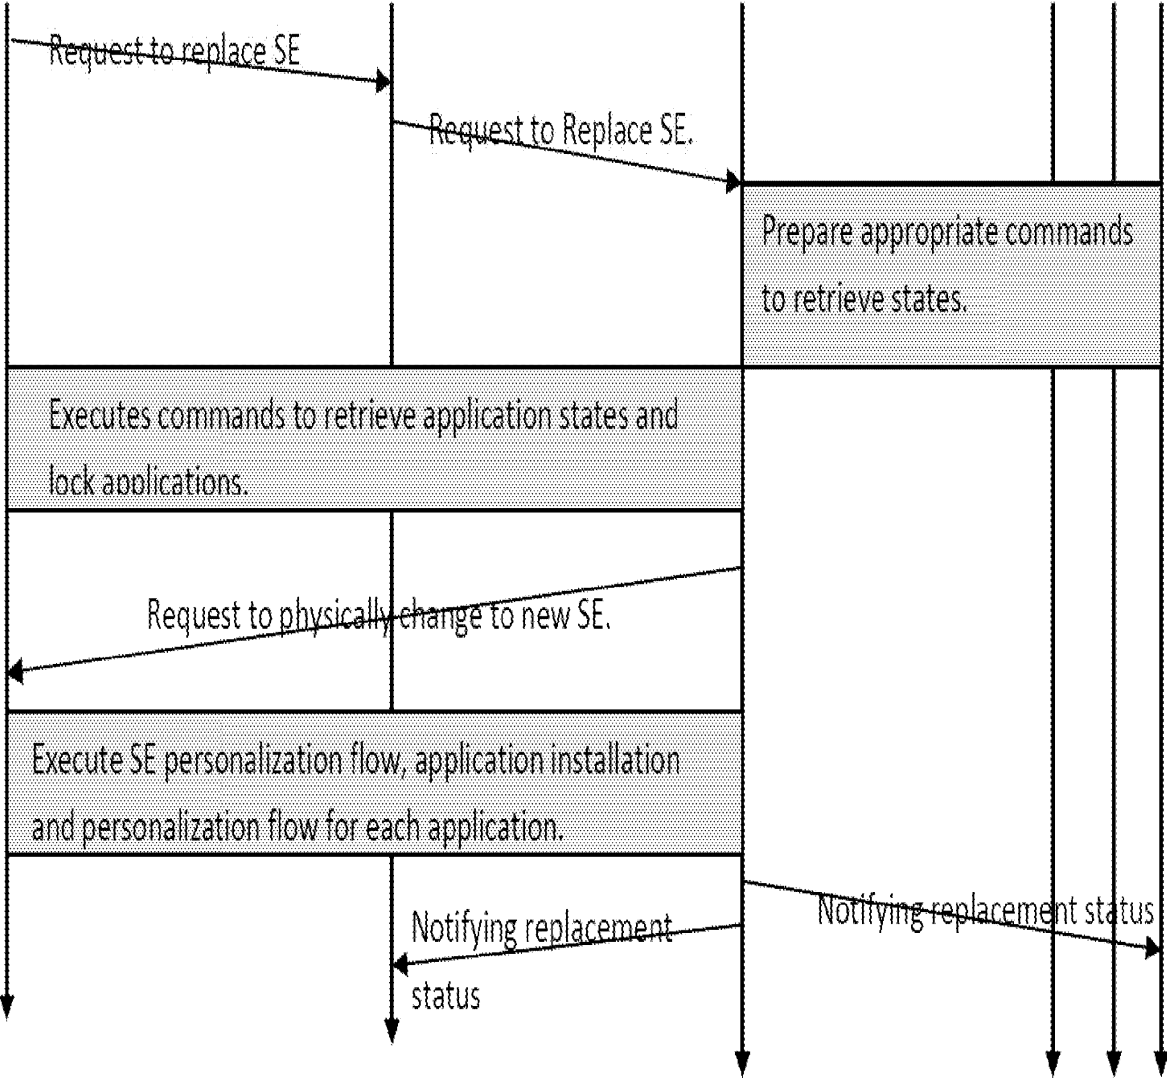 Request to replace SE
Request to Replace SE.
Prepare appropriate commands
to retrieve states.
Executes commands to retrieve application states and
lock applications.
Request to physically change to new SE.
Execute SE personalization flow, application installation
and personalization flow for each application.
Notifying replacement status
Notifying replacement
status